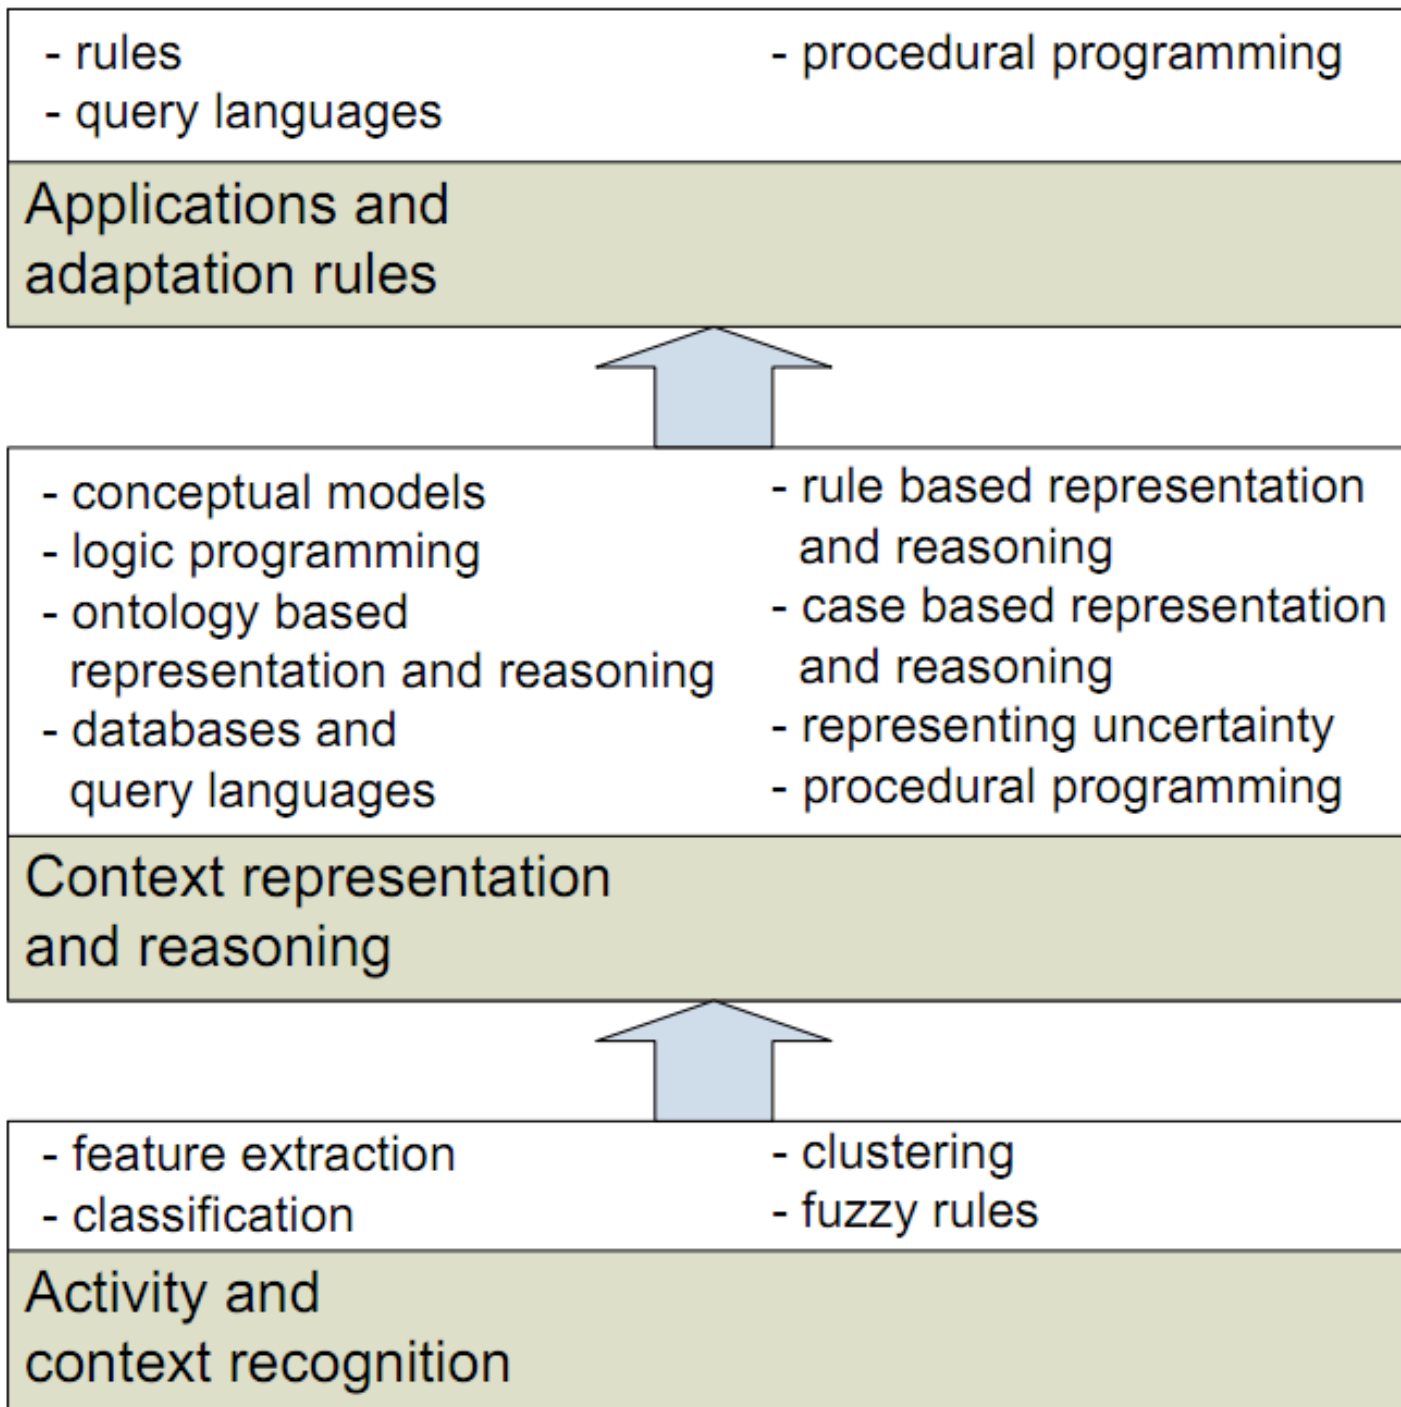 - rules
- query languages
- procedural programming
Applications and
adaptation rules
- conceptual models
- logic programming
- ontology based
representation and reasoning
- databases and
query languages
- rule based representation
and reasoning
- case based representation
and reasoning
- representing uncertainty
- procedural programming
Context representation
and reasoning
- feature extraction
- classification
- clustering
- fuzzy rules
Activity and
context recognition